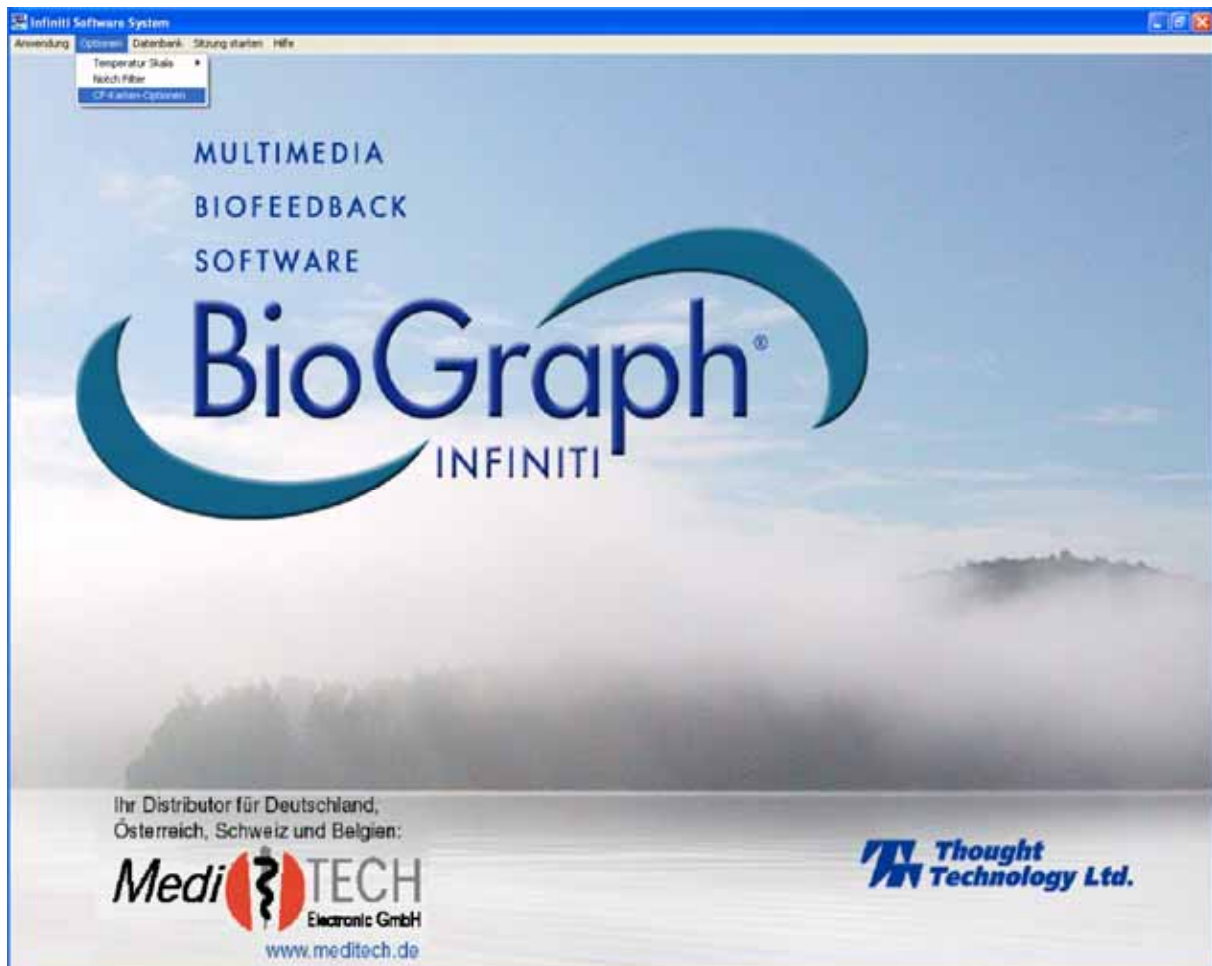 Infiniti Software System
Anwendung Optionen Datenbank Sitzung starten Hilfe
Temperatur Skala
Notch Filter
CF-Karten-Optionen
MULTIMEDIA
BIOFEEDBACK
SOFTWARE
BioGraph®
INFINITI
Ihr Distributor für Deutschland,
Österreich, Schweiz und Belgien:
Medi TECH
Electronic GmbH
www.meditech.de
Thought
Technology Ltd.